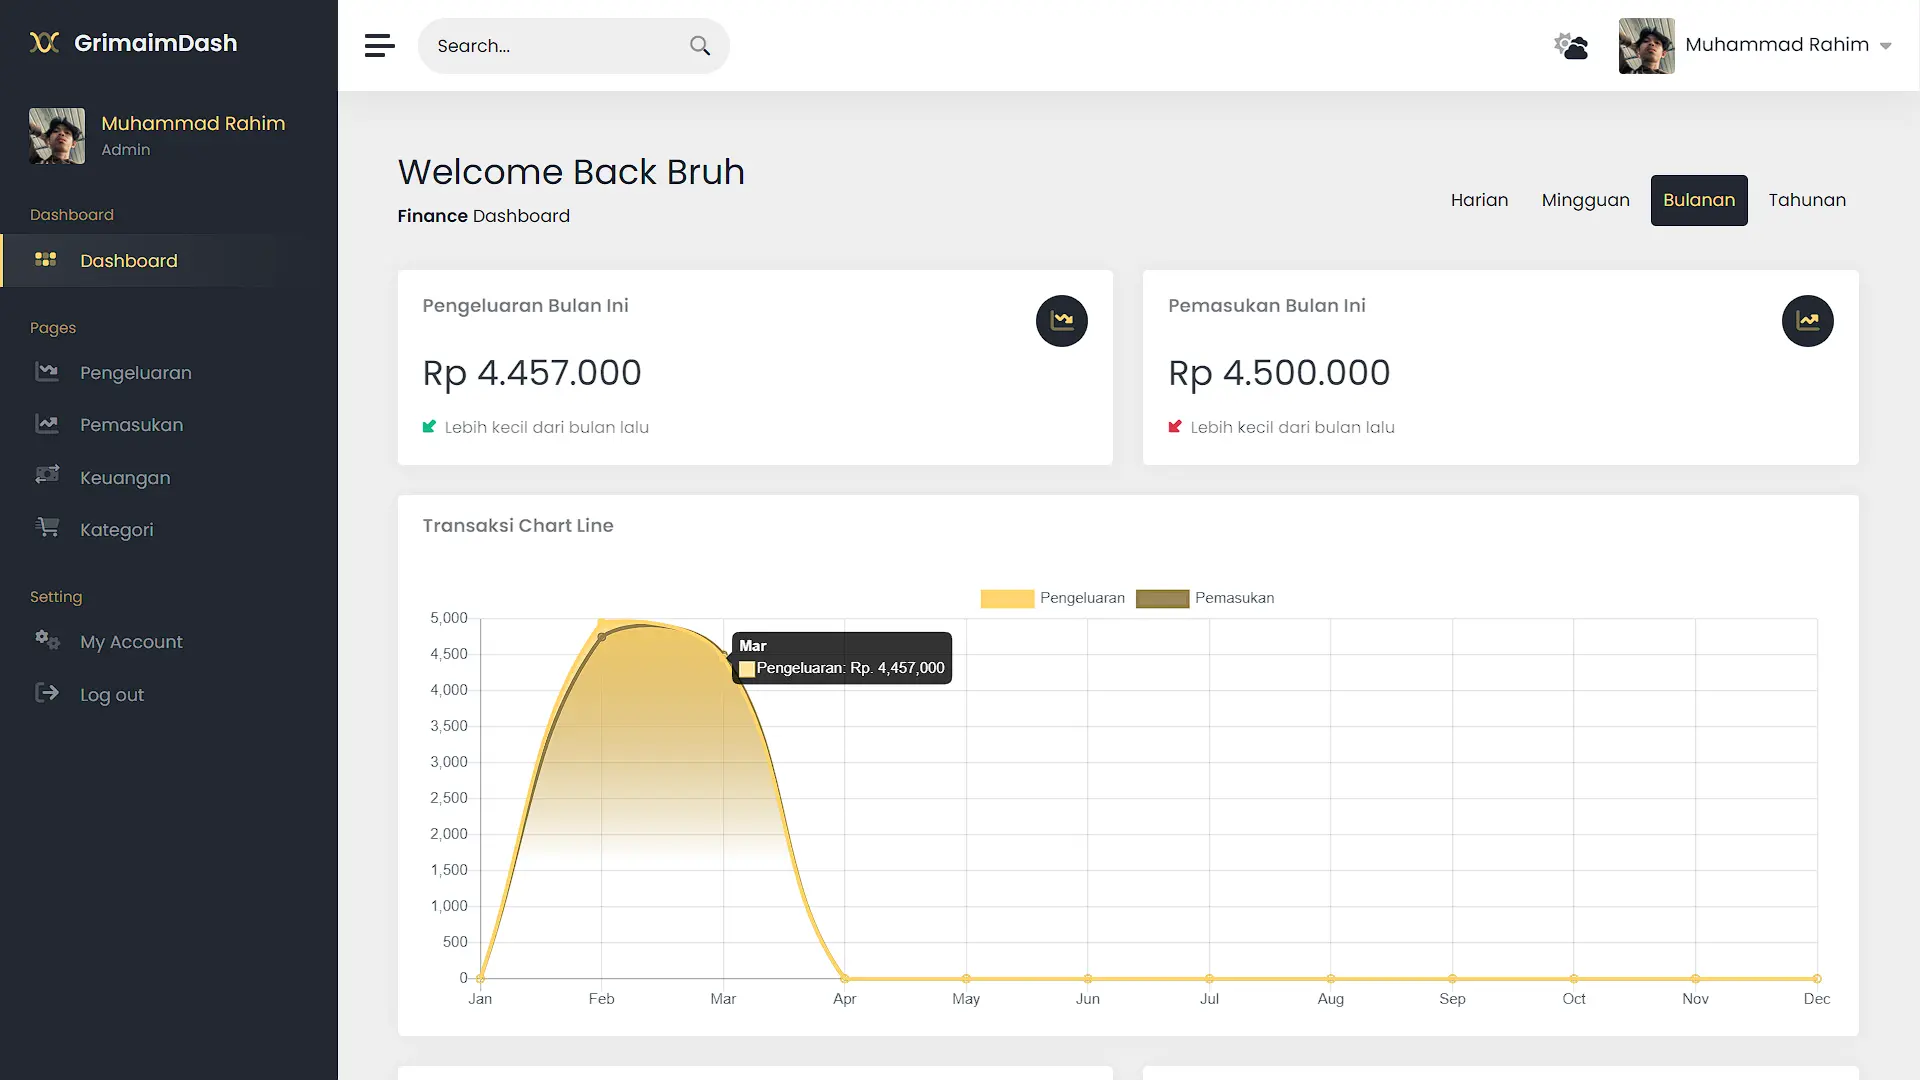 GrimaimDash
Search...
Muhammad Rahim
Muhammad Rahim
Admin
Dashboard
Dashboard
Pages
Pengeluaran
Pemasukan
Keuangan
Kategori
Setting
My Account
Log out
Welcome Back Bruh
Finance Dashboard
Harian Mingguan Bulanan Tahunan
Pengeluaran Bulan Ini
Rp 4.457.000
Lebih kecil dari bulan lalu
Pemasukan Bulan Ini
Rp 4.500.000
Lebih kecil dari bulan lalu
Transaksi Chart Line
Pengeluaran Pemasukan
5,000
4,500
4,000
3,500
3,000
2,500
2,000
1,500
1,000
500
0
Mar
Pengeluaran: Rp. 4,457,000
Jan Feb Mar Apr May Jun Jul Aug Sep Oct Nov Dec